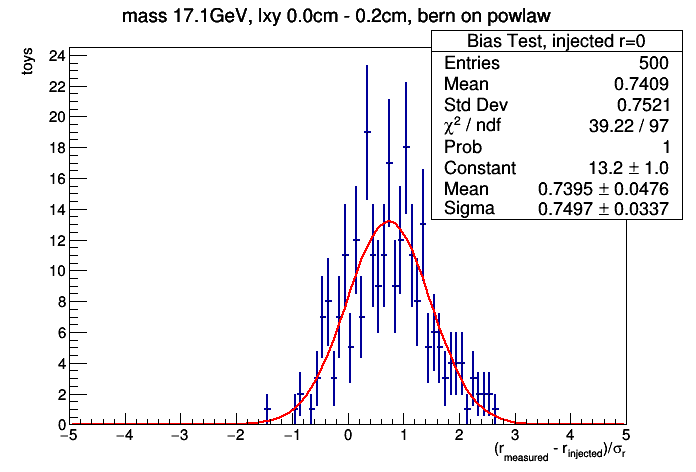 mass 17.1GeV, lxy 0.0cm - 0.2cm, bern on powlaw
Bias Test, injected r=0
Entries 500
Mean 0.7409
Std Dev 0.7521
χ² / ndf 39.22 / 97
Prob 1
Constant 13.2 ± 1.0
Mean 0.7395 ± 0.0476
Sigma 0.7497 ± 0.0337
toys
24
22
20
18
16
14
12
10
8
6
4
2
0
−5 −4 −3 −2 −1 0 1 2 3 4 5
(r_measured - r_injected)/σ_r